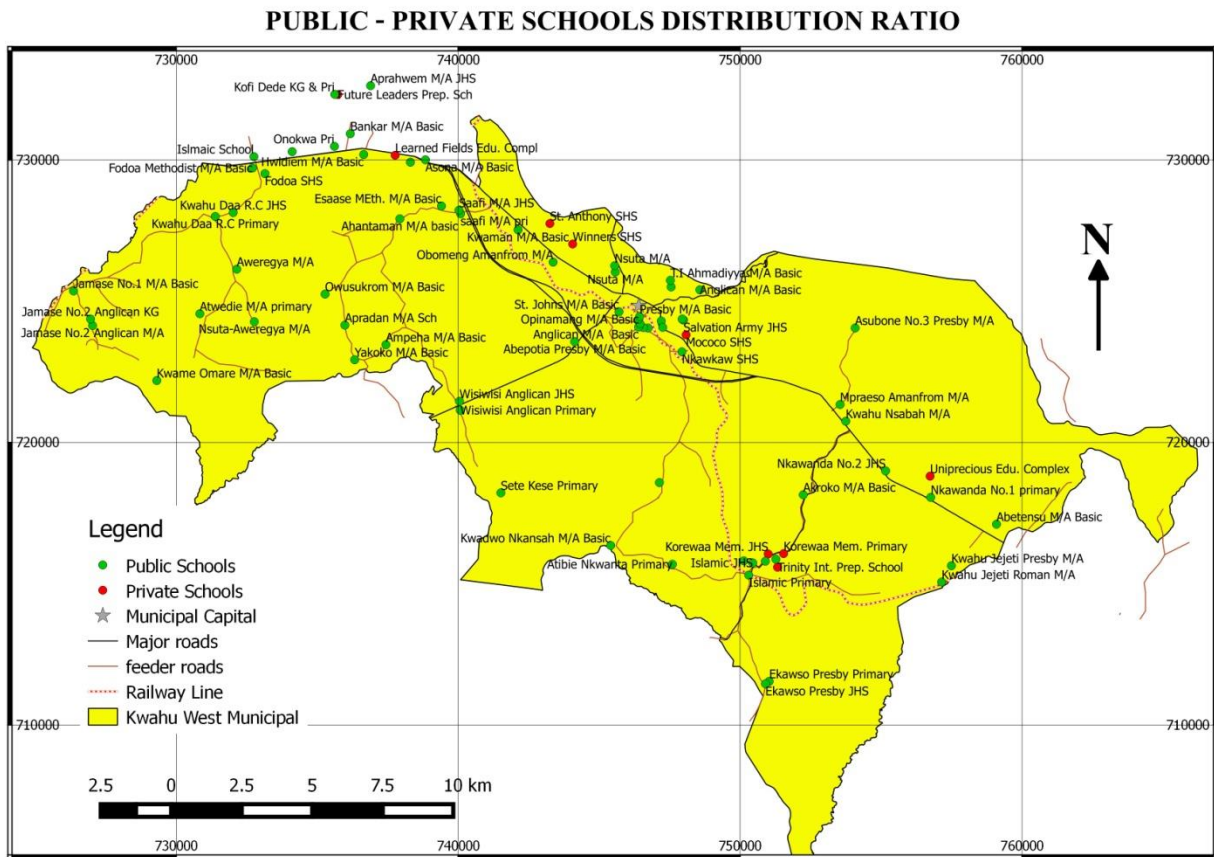 PUBLIC - PRIVATE SCHOOLS DISTRIBUTION RATIO
730000
740000
750000
760000
Aprahwem M/A JHS
Kofi Dede KG & Pri
Future Leaders Prep. Sch
Bankar M/A Basic
Onokwa Pri
Learned Fields Edu. Compl
Islmaic School
730000
730000
Hwidiem M/A Basic
Asona M/A Basic
Fodoa Methodist M/A Basic
Fodoa SHS
Kwahu Daa R.C JHS
Esaase MEth. M/A Basic
Saafi M/A JHS
Kwahu Daa R.C Primary
Ahantaman M/A basic
saafi M/A pri
St. Anthony SHS
Kwaman M/A Basic
Winners SHS
Obomeng Amanfrom M/A
Nsuta M/A
Aweregya M/A
Nsuta M/A
T.I Ahmadiyya M/A Basic
Jamase No.1 M/A Basic
Owusukrom M/A Basic
Anglican M/A Basic
Atwedie M/A primary
St. Johns M/A Basic
Presby M/A Basic
Jamase No.2 Anglican KG
Apradan M/A Sch
Opinamang M/A Basic
Salvation Army JHS
Asubone No.3 Presby M/A
Jamase No.2 Anglican M/A
Nsuta-Aweregya M/A
Anglican M/A Basic
Mococo SHS
Ampeha M/A Basic
Abepotia Presby M/A Basic
Nkawkaw SHS
Yakoko M/A Basic
Kwame Omare M/A Basic
Wisiwisi Anglican JHS
Mpraeso Amanfrom M/A
Wisiwisi Anglican Primary
Kwahu Nsabah M/A
720000
720000
Nkawanda No.2 JHS
Uniprecious Edu. Complex
Sete Kese Primary
Akroko M/A Basic
Nkawanda No.1 primary
Abetensu M/A Basic
Kwadwo Nkansah M/A Basic
Korewaa Mem. JHS
Korewaa Mem. Primary
Atibie Nkwanta Primary
Islamic JHS
Trinity Int. Prep. School
Kwahu Jejeti Presby M/A
Islamic Primary
Kwahu Jejeti Roman M/A
Ekawso Presby Primary
Ekawso Presby JHS
710000
710000
N
Legend
Public Schools
Private Schools
Municipal Capital
Major roads
feeder roads
Railway Line
Kwahu West Municipal
2.5 0 2.5 5 7.5 10 km
730000
740000
750000
760000